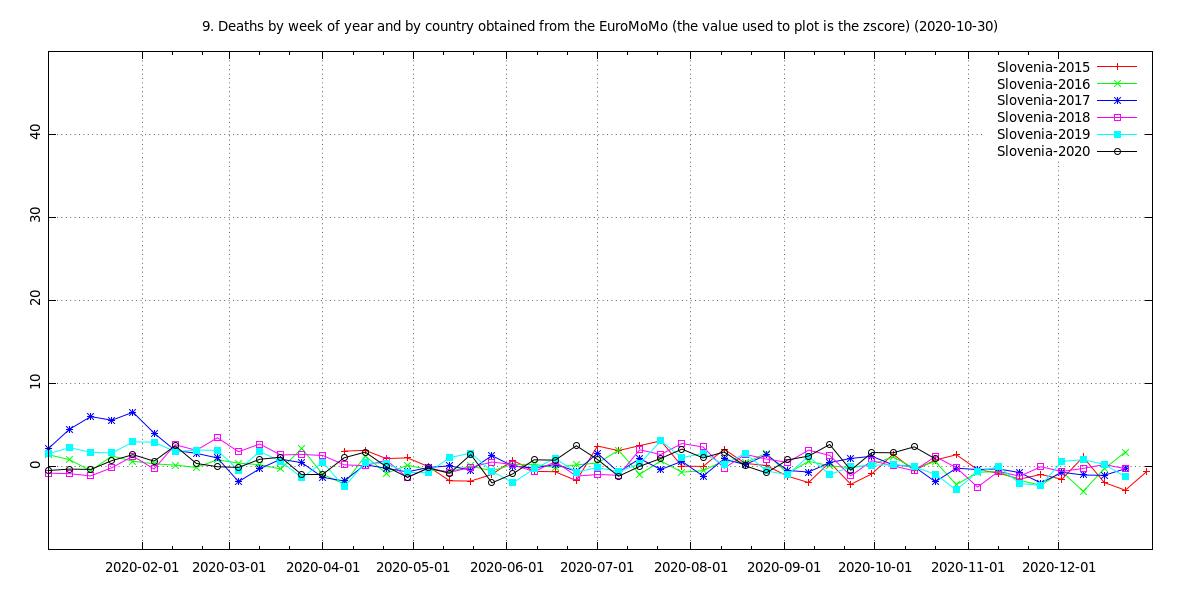 9. Deaths by week of year and by country obtained from the EuroMoMo (the value used to plot is the zscore) (2020-10-30)
Slovenia-2015
Slovenia-2016
Slovenia-2017
Slovenia-2018
Slovenia-2019
Slovenia-2020
40
30
20
10
0
2020-02-01 2020-03-01 2020-04-01 2020-05-01 2020-06-01 2020-07-01 2020-08-01 2020-09-01 2020-10-01 2020-11-01 2020-12-01